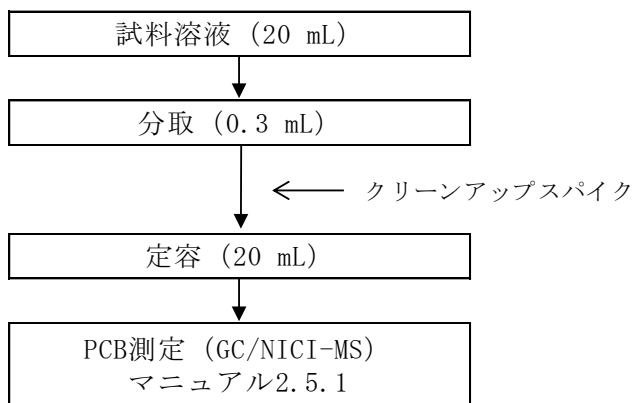 試料溶液 (20 mL)
分取 (0.3 mL)
クリーンアップスパイク
定容 (20 mL)
PCB測定 (GC/NICI-MS)
マニュアル2.5.1